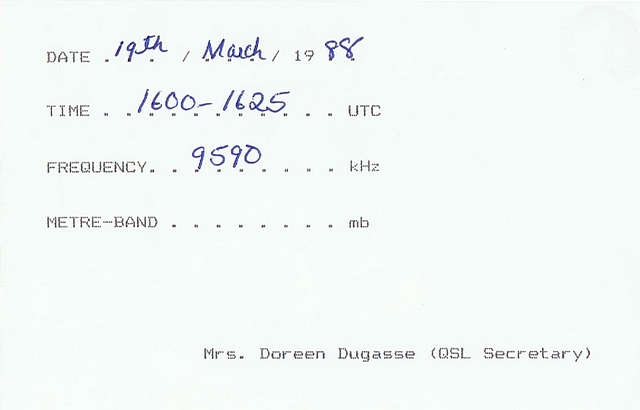 DATE . 19th . / . March . / 19 88
TIME . . 1600-1625 . . . UTC
FREQUENCY. . 9590 . . . . kHz
METRE-BAND . . . . . . . . mb
Mrs. Doreen Dugasse (QSL Secretary)